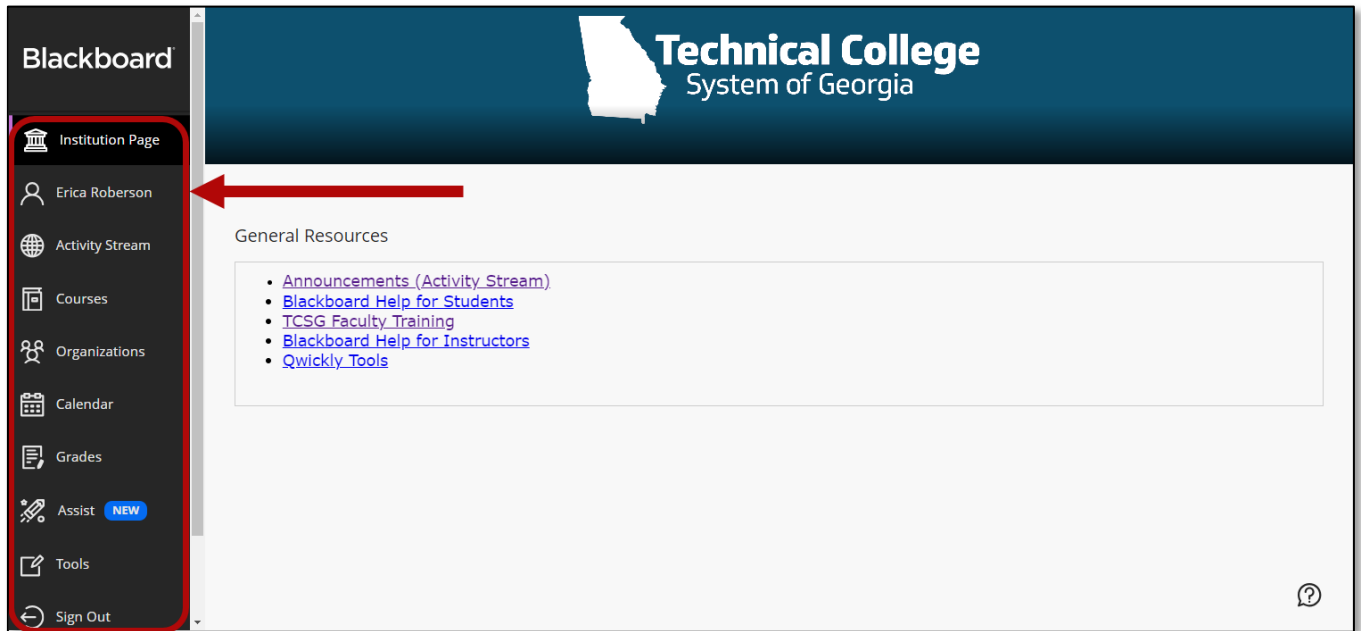 Blackboard
Institution Page
Erica Roberson
Activity Stream
Courses
Organizations
Calendar
Grades
Assist NEW
Tools
Sign Out
Technical College
System of Georgia
General Resources
• Announcements (Activity Stream)
• Blackboard Help for Students
• TCSG Faculty Training
• Blackboard Help for Instructors
• Qwickly Tools